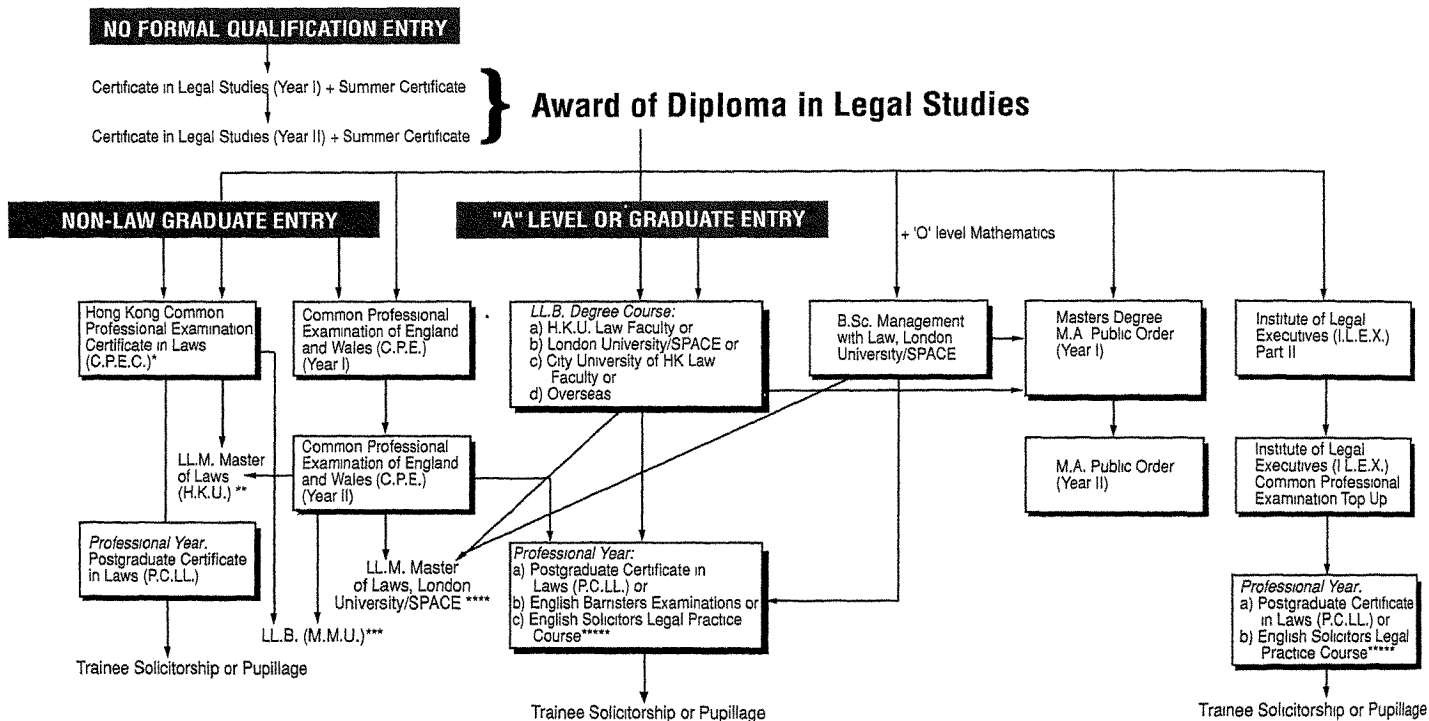 NO FORMAL QUALIFICATION ENTRY
Certificate in Legal Studies (Year I) + Summer Certificate
Certificate in Legal Studies (Year II) + Summer Certificate
Award of Diploma in Legal Studies
NON-LAW GRADUATE ENTRY
"A" LEVEL OR GRADUATE ENTRY
+ 'O' level Mathematics
Hong Kong Common
Professional Examination
Certificate in Laws
(C.P.E.C.)*
Common Professional
Examination of England
and Wales (C.P.E.)
(Year I)
LL.B. Degree Course:
a) H.K.U. Law Faculty or
b) London University/SPACE or
c) City University of HK Law
Faculty or
d) Overseas
B.Sc. Management
with Law, London
University/SPACE
Masters Degree
M.A. Public Order
(Year I)
Institute of Legal
Executives (I.L.E.X.)
Part II
LL.M. Master
of Laws
(H.K.U.) **
Common Professional
Examination of England
and Wales (C.P.E.)
(Year II)
M.A. Public Order
(Year II)
Institute of Legal
Executives (I.L.E.X.)
Common Professional
Examination Top Up
Professional Year.
Postgraduate Certificate
in Laws (P.C.LL.)
LL.M. Master
of Laws, London
University/SPACE ****
Professional Year:
a) Postgraduate Certificate in
Laws (P.C.LL.) or
b) English Barristers Examinations or
c) English Solicitors Legal Practice
Course*****
Professional Year.
a) Postgraduate Certificate
in Laws (P.C.LL.) or
b) English Solicitors Legal
Practice Course*****
LL.B. (M.M.U.)***
Trainee Solicitorship or Pupillage
Trainee Solicitorship or Pupillage
Trainee Solicitorship or Pupillage